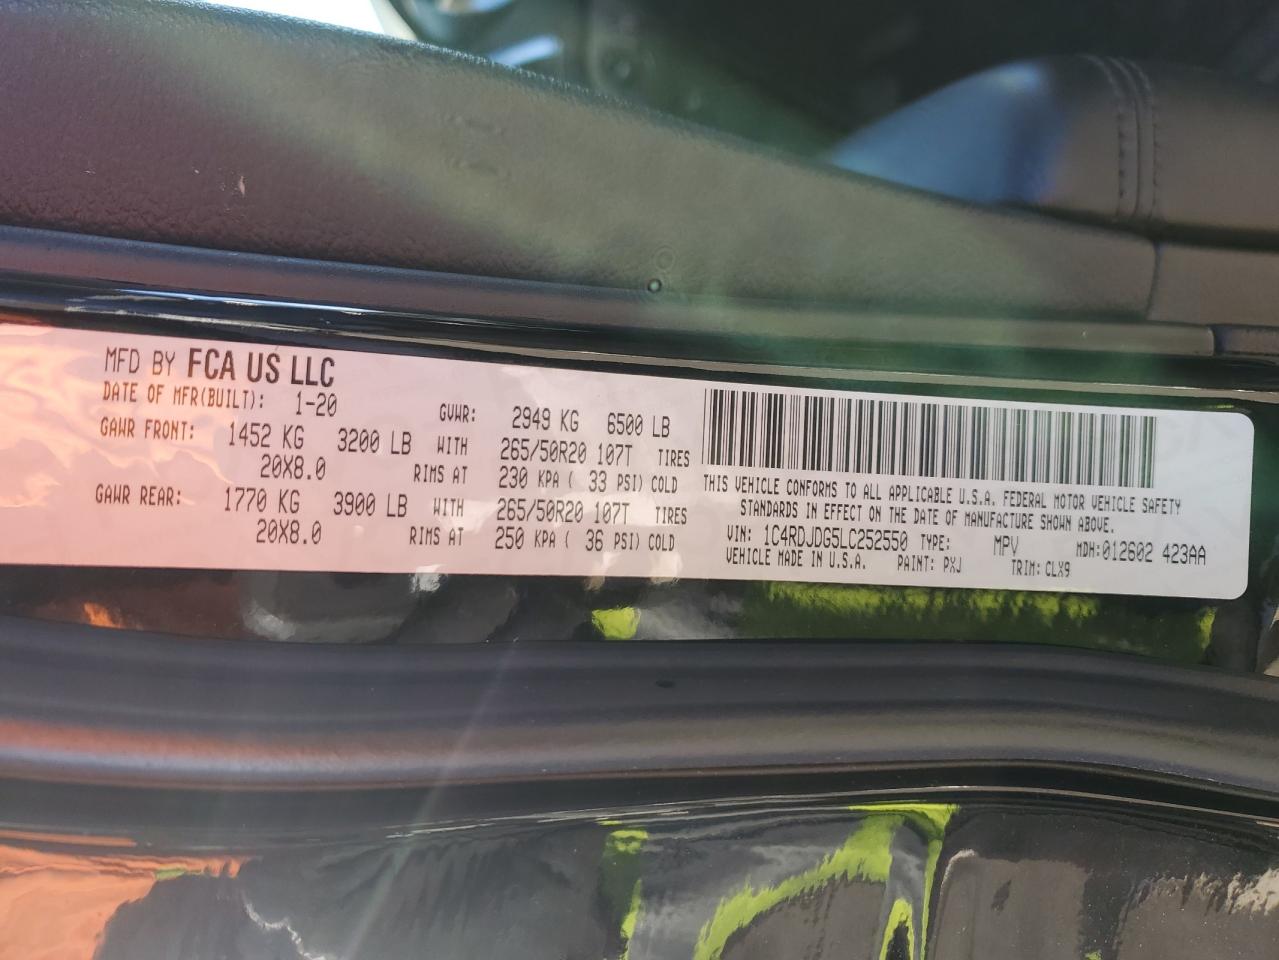 MFD BY FCA US LLC
DATE OF MFR(BUILT): 1-20 GVWR: 2949 KG 6500 LB
GAWR FRONT: 1452 KG 3200 LB WITH 265/50R20 107T TIRES
20X8.0 RIMS AT 230 KPA ( 33 PSI) COLD
GAWR REAR: 1770 KG 3900 LB WITH 265/50R20 107T TIRES
20X8.0 RIMS AT 250 KPA ( 36 PSI) COLD
THIS VEHICLE CONFORMS TO ALL APPLICABLE U.S.A. FEDERAL MOTOR VEHICLE SAFETY
STANDARDS IN EFFECT ON THE DATE OF MANUFACTURE SHOWN ABOVE.
VIN: 1C4RDJDG5LC252550 TYPE: MPV MDH:012602 423AA
VEHICLE MADE IN U.S.A. PAINT: PXJ TRIM: CLX9